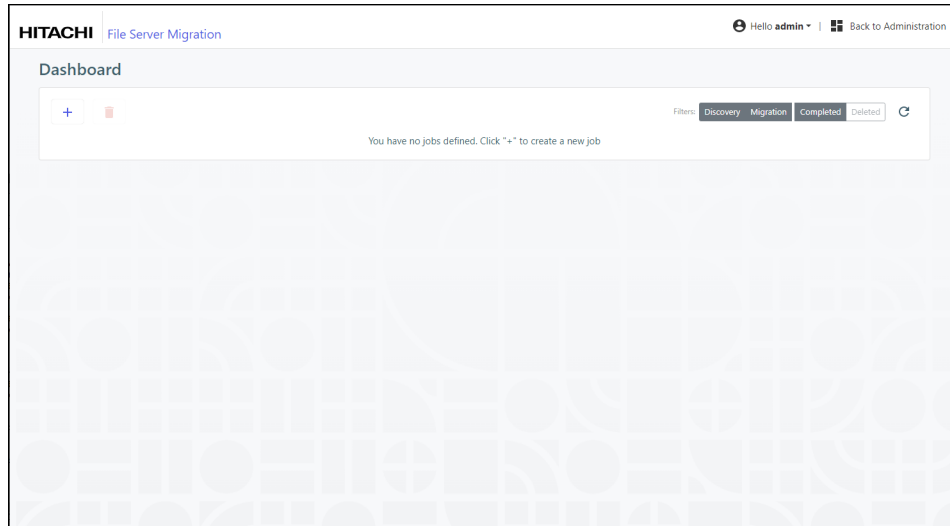 HITACHI File Server Migration
Hello admin | Back to Administration
Dashboard
+ Filters: Discovery Migration Completed Deleted
You have no jobs defined. Click "+" to create a new job